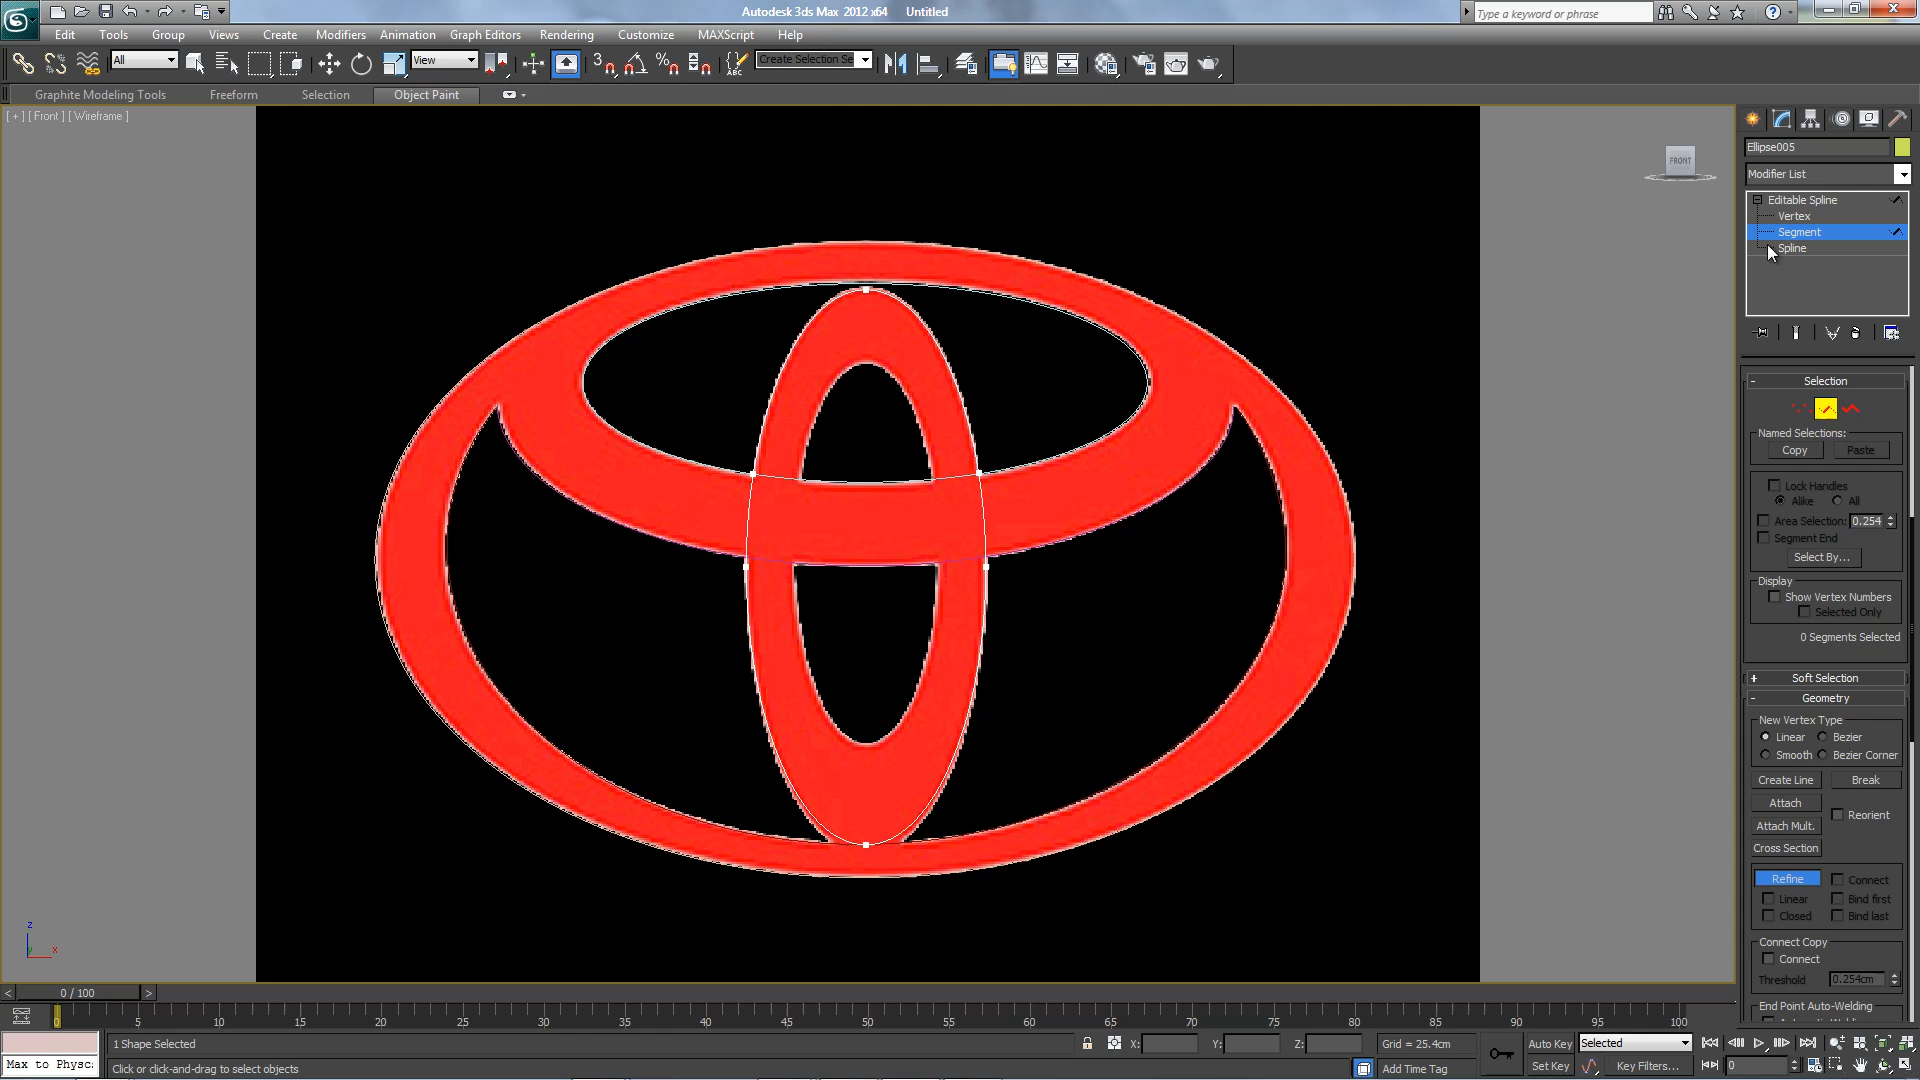 Autodesk 3ds Max 2012 x64 Untitled
Type a keyword or phrase
Edit Tools Group Views Create Modifiers Animation Graph Editors Rendering Customize MAXScript Help
All
View
3
ABC
Create Selection Se
Graphite Modeling Tools Freeform Selection Object Paint
[ + ] [ Front ] [ Wireframe ]
FRONT
Ellipse005
Modifier List
Editable Spline
Vertex
Segment
Spline
- Selection
Named Selections:
Copy Paste
Lock Handles
Alike All
Area Selection: 0.254
Segment End
Select By...
Display
Show Vertex Numbers
Selected Only
0 Segments Selected
+ Soft Selection
- Geometry
New Vertex Type
Linear Bezier
Smooth Bezier Corner
Create Line Break
Attach
Reorient
Attach Mult.
Cross Section
Refine Connect
Linear Bind first
Closed Bind last
Connect Copy
Connect
Threshold 0.254cm
End Point Auto-Welding
z
x
y
< 0 / 100 >
0 5 10 15 20 25 30 35 40 45 50 55 60 65 70 75 80 85 90 95 100
1 Shape Selected
X: Y: Z:
Grid = 25.4cm
Auto Key Selected
Max to Physc:
Click or click-and-drag to select objects
Add Time Tag
Set Key Key Filters...
0